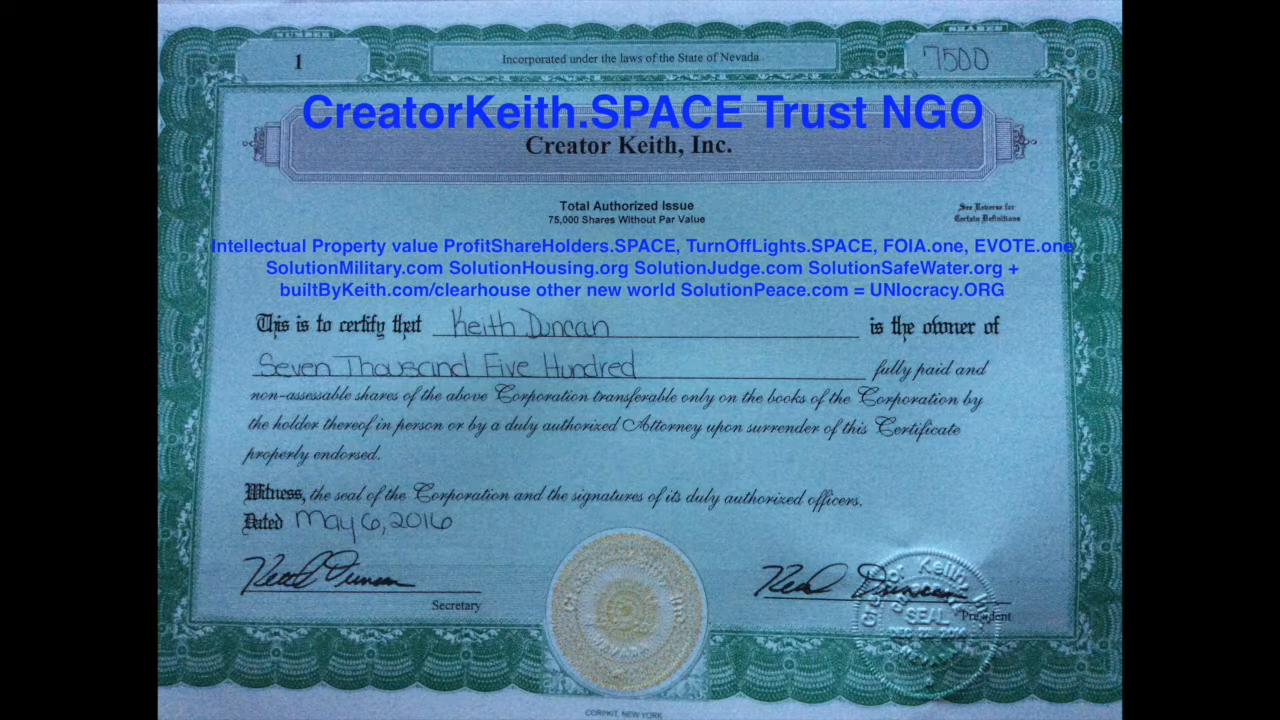 NUMBER
SHARES
1
Incorporated under the laws of the State of Nevada
7500
CreatorKeith.SPACE Trust NGO
Creator Keith, Inc.
Total Authorized Issue
75,000 Shares Without Par Value
See Reverse for
Certain Definitions
Intellectual Property value ProfitShareHolders.SPACE, TurnOffLights.SPACE, FOIA.one, EVOTE.one
SolutionMilitary.com SolutionHousing.org SolutionJudge.com SolutionSafeWater.org +
builtByKeith.com/clearhouse other new world SolutionPeace.com = UNIocracy.ORG
This is to certify that Keith Duncan is the owner of
Seven Thousand Five Hundred fully paid and
non-assessable shares of the above Corporation transferable only on the books of the Corporation by
the holder thereof in person or by a duly authorized Attorney upon surrender of this Certificate
properly endorsed.
Witness, the seal of the Corporation and the signatures of its duly authorized officers.
Dated May 6, 2016
Secretary
President
SEAL
NEVADA
CORPKIT, NEW YORK